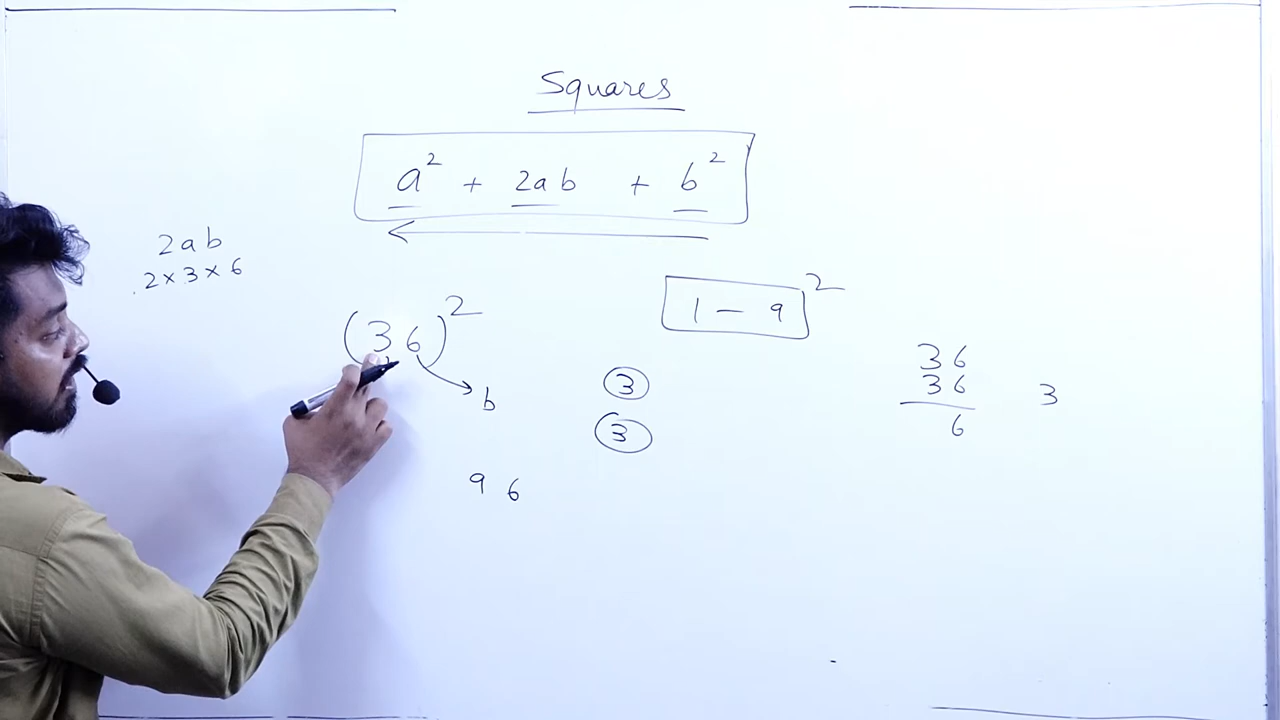 Squares
a² + 2ab + b²
2ab
2×3×6
(36)²
b
1 — 9 ²
3
3
9 6
36
36
6
3